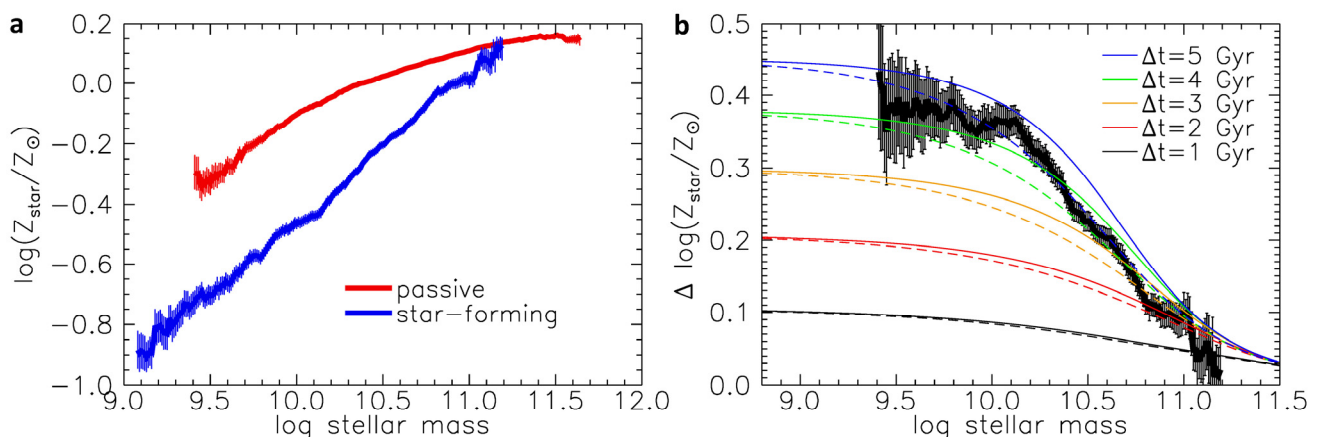 a
0.2
0.0
−0.2
−0.4
−0.6
−0.8
−1.0
log(Z_star/Z_⊙)
passive
star−forming
9.0 9.5 10.0 10.5 11.0 11.5 12.0
log stellar mass
b
0.5
0.4
0.3
0.2
0.1
0.0
Δ log(Z_star/Z_⊙)
Δt=5 Gyr
Δt=4 Gyr
Δt=3 Gyr
Δt=2 Gyr
Δt=1 Gyr
9.0 9.5 10.0 10.5 11.0 11.5
log stellar mass